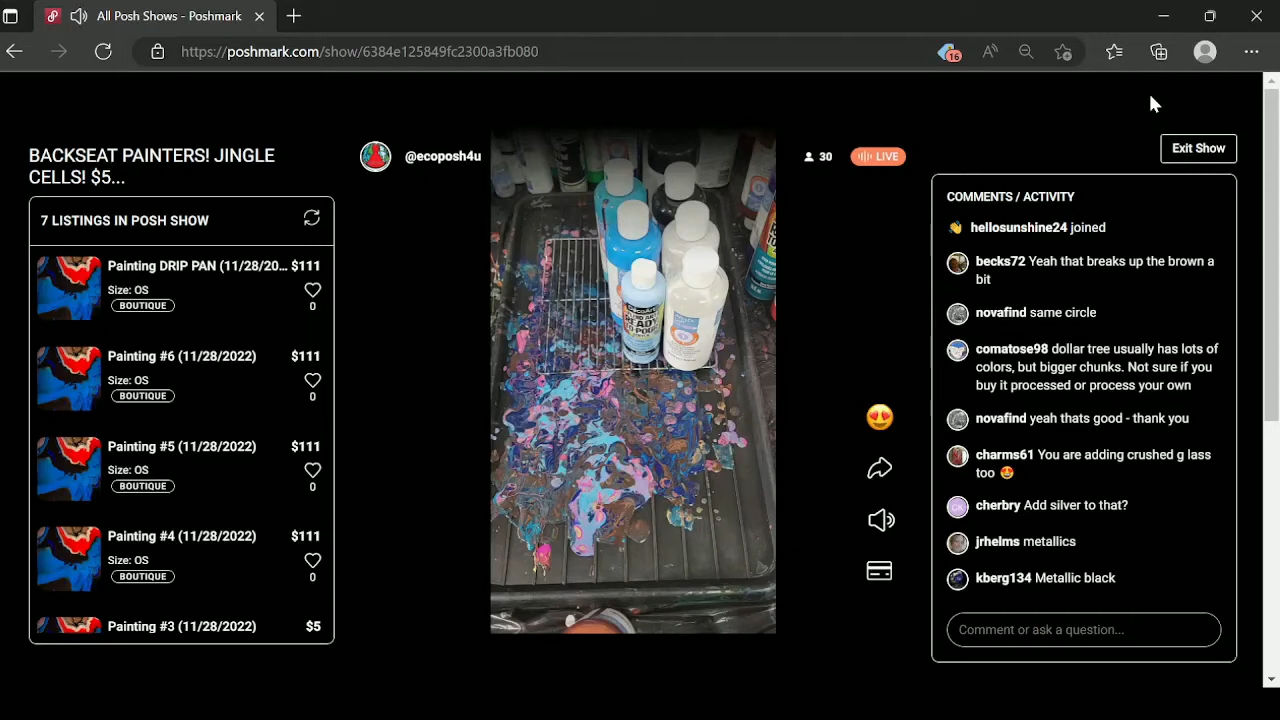 All Posh Shows - Poshmark
https://poshmark.com/show/6384e125849fc2300a3fb080
16
BACKSEAT PAINTERS! JINGLE
CELLS! $5...
@ecoposh4u
30
LIVE
Exit Show
7 LISTINGS IN POSH SHOW
Painting DRIP PAN (11/28/20... $111
Size: OS
BOUTIQUE
0
Painting #6 (11/28/2022) $111
Size: OS
BOUTIQUE
0
Painting #5 (11/28/2022) $111
Size: OS
BOUTIQUE
0
Painting #4 (11/28/2022) $111
Size: OS
BOUTIQUE
0
Painting #3 (11/28/2022) $5
READY
TO POUR
COMMENTS / ACTIVITY
👋 hellosunshine24 joined
becks72 Yeah that breaks up the brown a
bit
novafind same circle
comatose98 dollar tree usually has lots of
colors, but bigger chunks. Not sure if you
buy it processed or process your own
novafind yeah thats good - thank you
charms61 You are adding crushed g lass
too 😍
CK
cherbry Add silver to that?
jrhelms metallics
kberg134 Metallic black
Comment or ask a question...